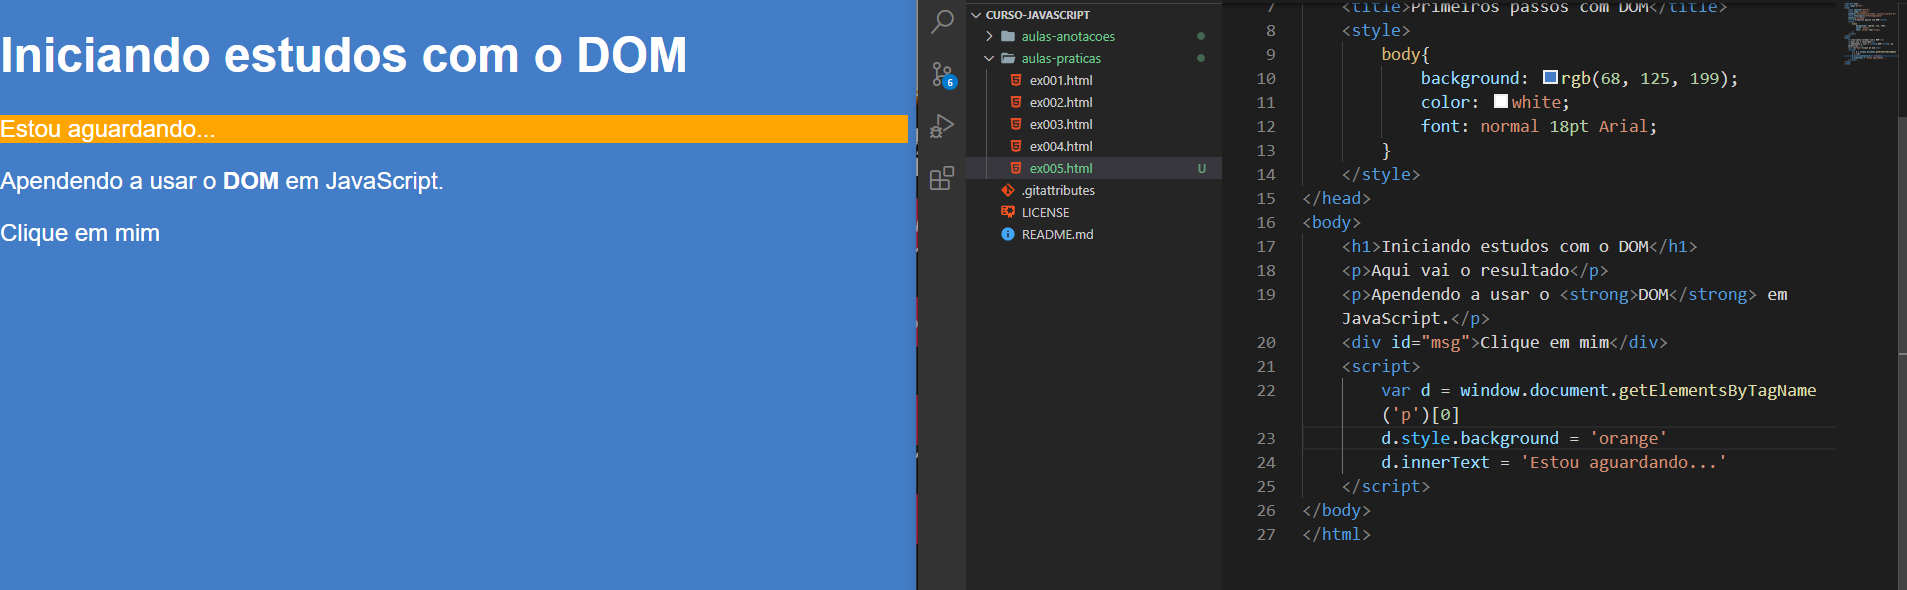 Iniciando estudos com o DOM
Estou aguardando...
Apendendo a usar o DOM em JavaScript.
Clique em mim
6
CURSO-JAVASCRIPT
aulas-anotacoes
aulas-praticas
ex001.html
ex002.html
ex003.html
ex004.html
ex005.html U
.gitattributes
LICENSE
README.md
7 <title>Primeiros passos com DOM</title>
8 <style>
9 body{
10 background: rgb(68, 125, 199);
11 color: white;
12 font: normal 18pt Arial;
13 }
14 </style>
15 </head>
16 <body>
17 <h1>Iniciando estudos com o DOM</h1>
18 <p>Aqui vai o resultado</p>
19 <p>Apendendo a usar o <strong>DOM</strong> em
JavaScript.</p>
20 <div id="msg">Clique em mim</div>
21 <script>
22 var d = window.document.getElementsByTagName
('p')[0]
23 d.style.background = 'orange'
24 d.innerText = 'Estou aguardando...'
25 </script>
26 </body>
27 </html>